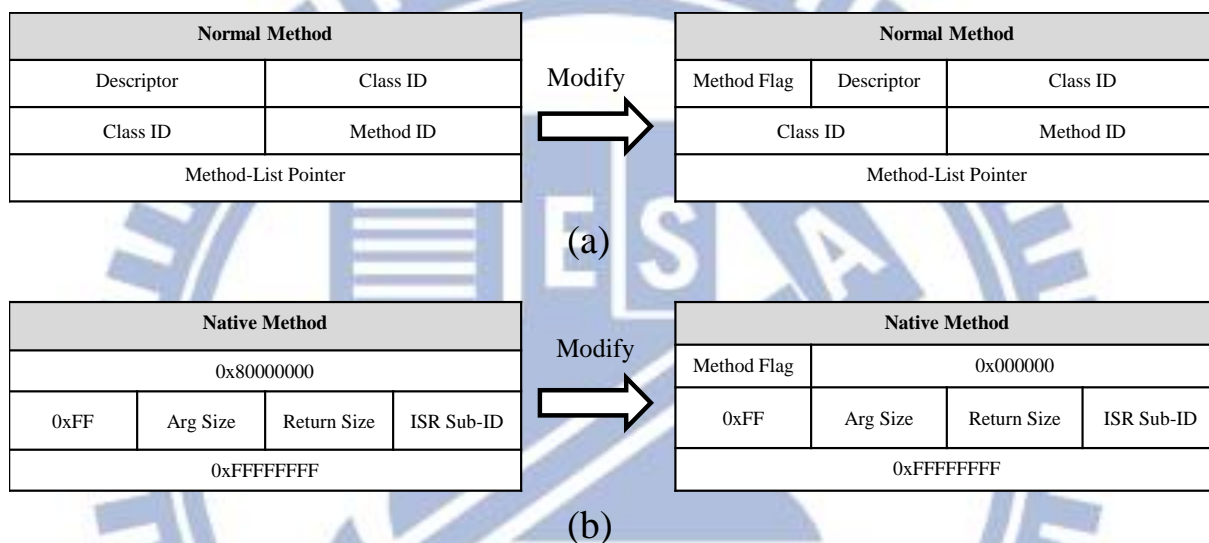 Normal Method
Descriptor Class ID
Class ID Method ID
Method-List Pointer
Modify
Normal Method
Method Flag Descriptor Class ID
Class ID Method ID
Method-List Pointer
E S A
(a)
Native Method
0x80000000
0xFF Arg Size Return Size ISR Sub-ID
0xFFFFFFFF
Modify
Native Method
Method Flag 0x000000
0xFF Arg Size Return Size ISR Sub-ID
0xFFFFFFFF
(b)